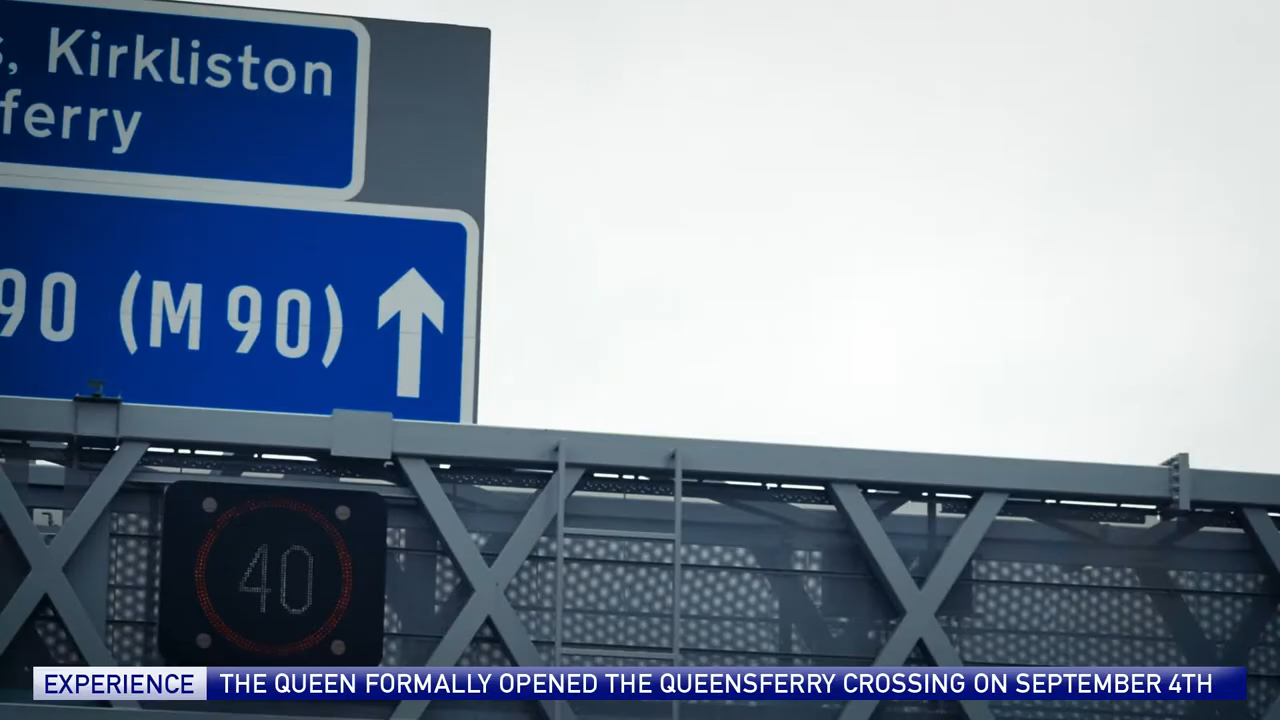 , Kirkliston
ferry
90 (M90)
40
EXPERIENCE THE QUEEN FORMALLY OPENED THE QUEENSFERRY CROSSING ON SEPTEMBER 4TH